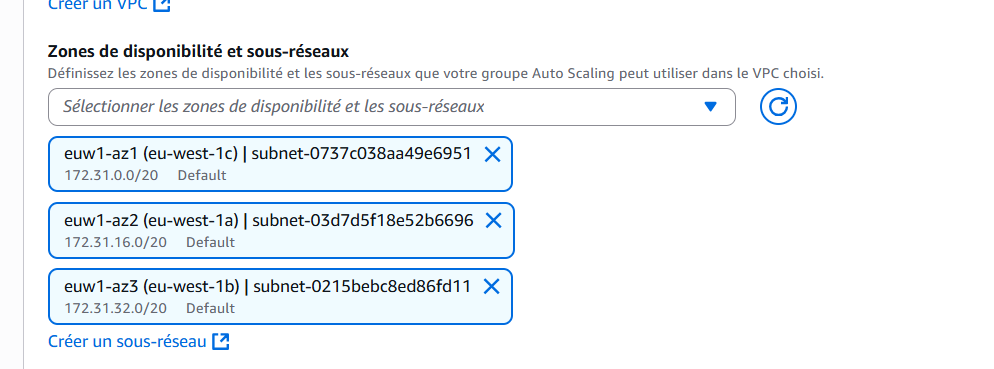 Créer un VPC
Zones de disponibilité et sous-réseaux
Définissez les zones de disponibilité et les sous-réseaux que votre groupe Auto Scaling peut utiliser dans le VPC choisi.
Sélectionner les zones de disponibilité et les sous-réseaux
euw1-az1 (eu-west-1c) | subnet-0737c038aa49e6951
172.31.0.0/20 Default
euw1-az2 (eu-west-1a) | subnet-03d7d5f18e52b6696
172.31.16.0/20 Default
euw1-az3 (eu-west-1b) | subnet-0215bebc8ed86fd11
172.31.32.0/20 Default
Créer un sous-réseau